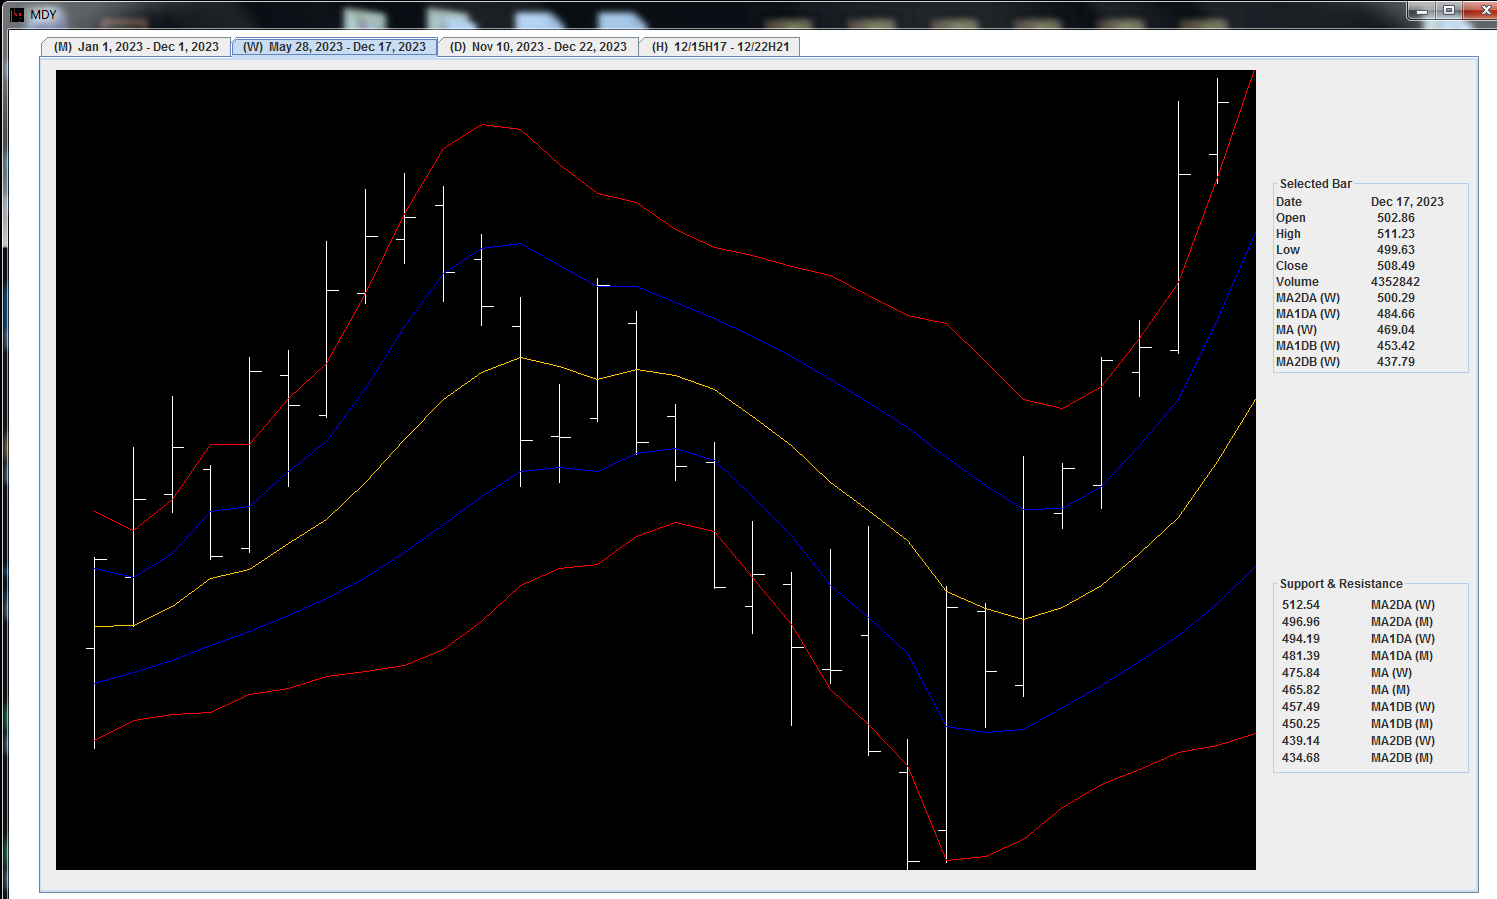 MDY
(M) Jan 1, 2023 - Dec 1, 2023 (W) May 28, 2023 - Dec 17, 2023 (D) Nov 10, 2023 - Dec 22, 2023 (H) 12/15H17 - 12/22H21
Selected Bar
Date Dec 17, 2023
Open 502.86
High 511.23
Low 499.63
Close 508.49
Volume 4352842
MA2DA (W) 500.29
MA1DA (W) 484.66
MA (W) 469.04
MA1DB (W) 453.42
MA2DB (W) 437.79
Support & Resistance
512.54 MA2DA (W)
496.96 MA2DA (M)
494.19 MA1DA (W)
481.39 MA1DA (M)
475.84 MA (W)
465.82 MA (M)
457.49 MA1DB (W)
450.25 MA1DB (M)
439.14 MA2DB (W)
434.68 MA2DB (M)